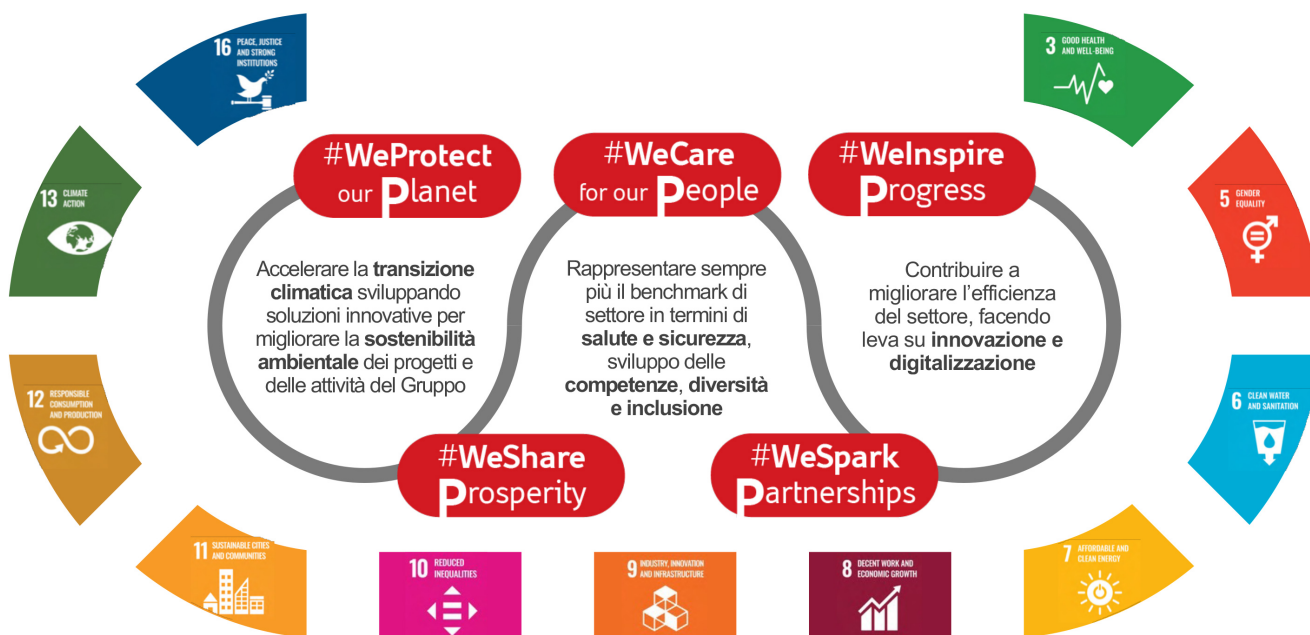 16 PEACE, JUSTICE
AND STRONG
INSTITUTIONS
3 GOOD HEALTH
AND WELL-BEING
#WeProtect
our Planet
#WeCare
for our People
#WeInspire
Progress
13 CLIMATE
ACTION
5 GENDER
EQUALITY
Accelerare la transizione
climatica sviluppando
soluzioni innovative per
migliorare la sostenibilità
ambientale dei progetti e
delle attività del Gruppo
Rappresentare sempre
più il benchmark di
settore in termini di
salute e sicurezza,
sviluppo delle
competenze, diversità
e inclusione
Contribuire a
migliorare l’efficienza
del settore, facendo
leva su innovazione e
digitalizzazione
12 RESPONSIBLE
CONSUMPTION
AND PRODUCTION
6 CLEAN WATER
AND SANITATION
#WeShare
Prosperity
#WeSpark
Partnerships
11 SUSTAINABLE CITIES
AND COMMUNITIES
10 REDUCED
INEQUALITIES
9 INDUSTRY, INNOVATION
AND INFRASTRUCTURE
8 DECENT WORK AND
ECONOMIC GROWTH
7 AFFORDABLE AND
CLEAN ENERGY